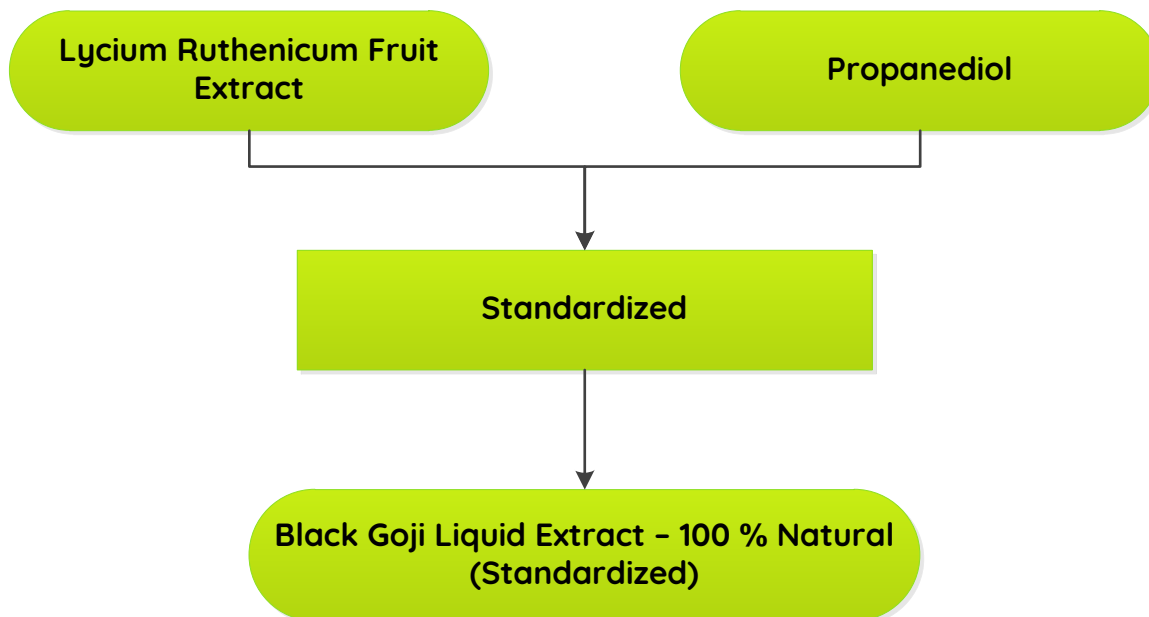 Lycium Ruthenicum Fruit
Extract
Propanediol
Standardized
Black Goji Liquid Extract – 100 % Natural
(Standardized)